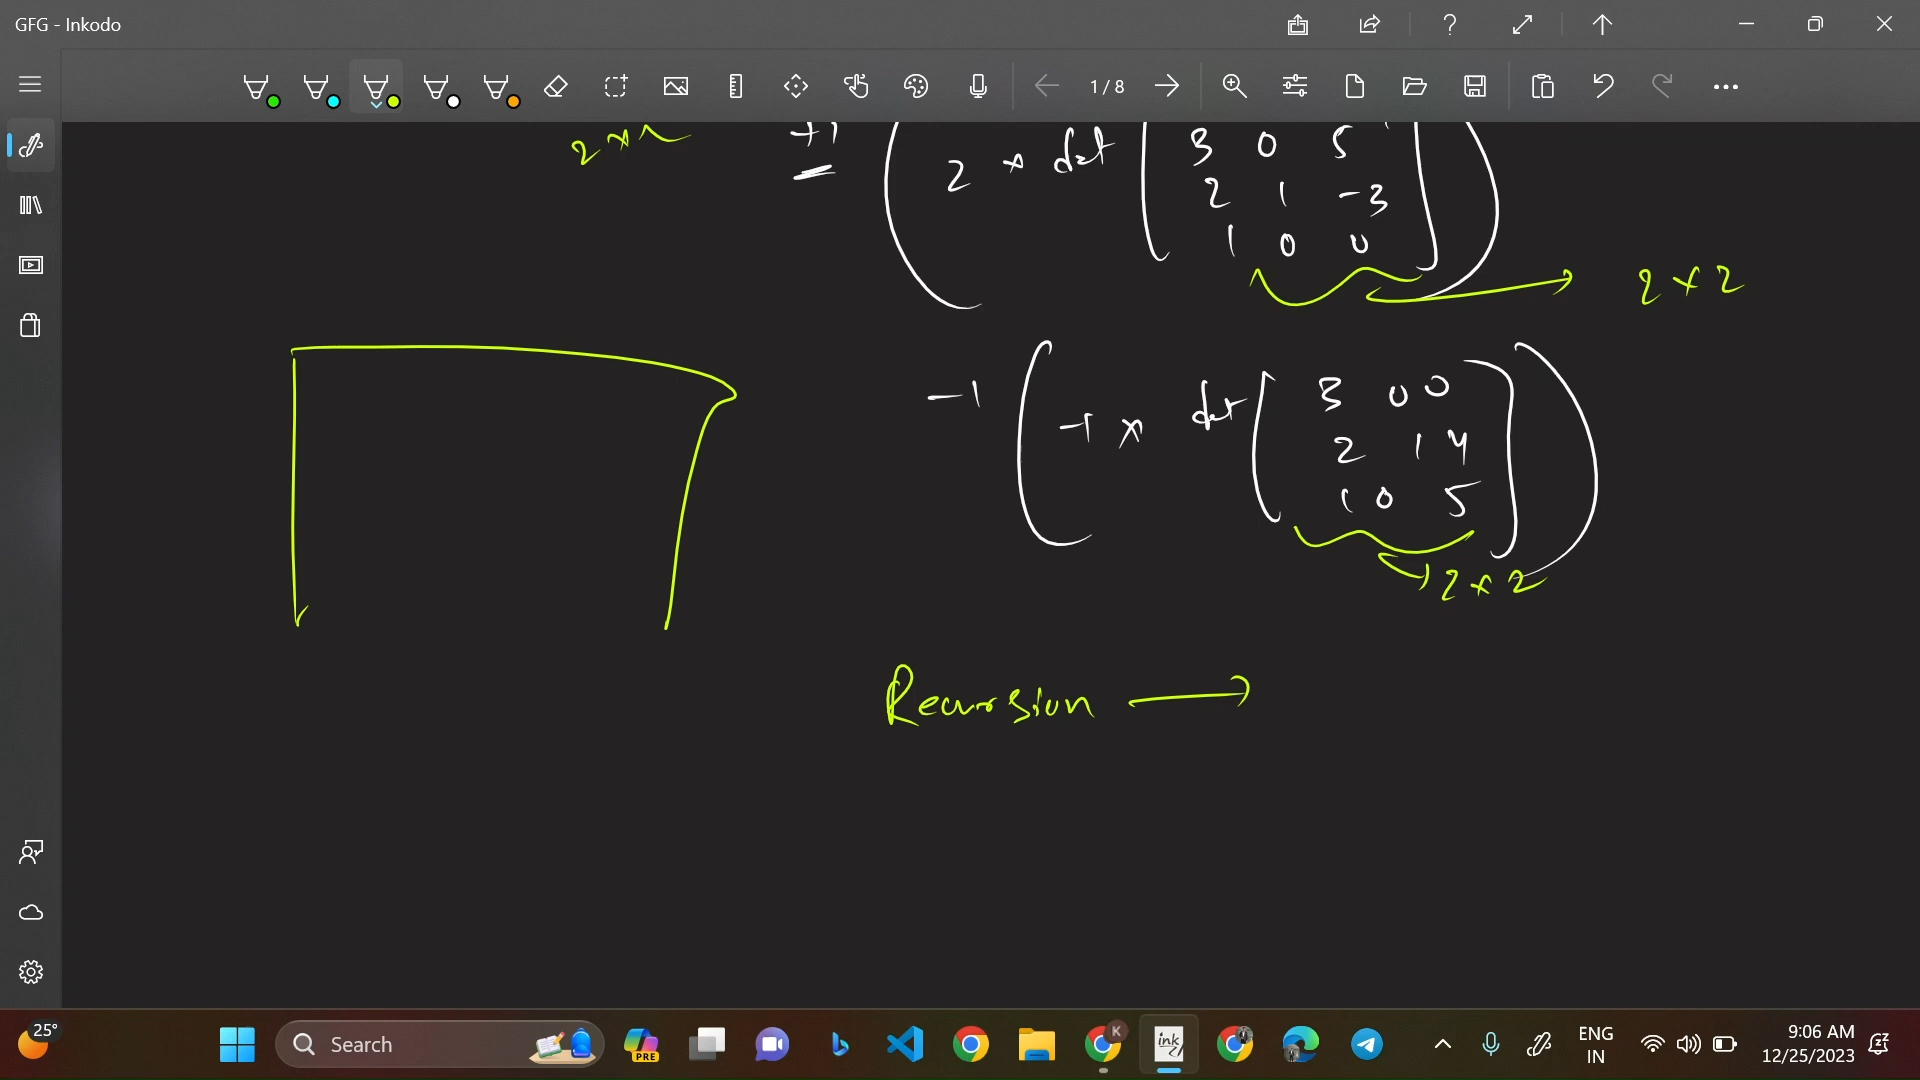 GFG - Inkodo
1 / 8
+1
2 × det
3 0 5
2 1 -3
1 0 0
2 × 2
-1
-1 × det
3 0 0
2 1 4
1 0 5
2 × 2
Recursion →
25°
Search
PRE
K
ink
ENG
IN
9:06 AM
12/25/2023